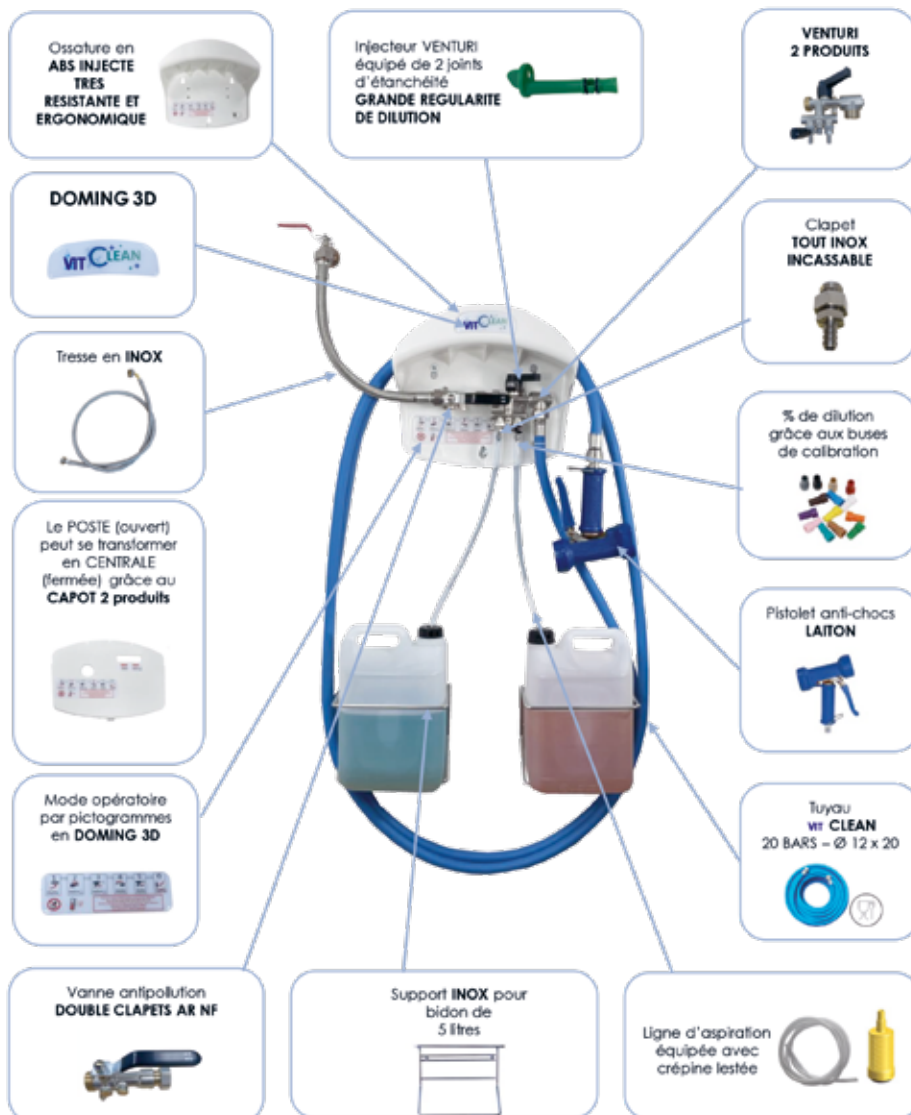 Ossature en
ABS INJECTE
TRES
RESISTANTE ET
ERGONOMIQUE
Injecteur VENTURI
équipé de 2 joints
d'étanchéité
GRANDE REGULARITE
DE DILUTION
VENTURI
2 PRODUITS
DOMING 3D
VIT CLEAN
Clapet
TOUT INOX
INCASSABLE
VIT CLEAN
Tresse en INOX
% de dilution
grâce aux buses
de calibration
Le POSTE (ouvert)
peut se transformer
en CENTRALE
(fermée) grâce au
CAPOT 2 produits
Pistolet anti-chocs
LAITON
Mode opératoire
par pictogrammes
en DOMING 3D
Tuyau
VIT CLEAN
20 BARS – Ø 12 x 20
Vanne antipollution
DOUBLE CLAPETS AR NF
Support INOX pour
bidon de
5 litres
Ligne d'aspiration
équipée avec
crépine lestée